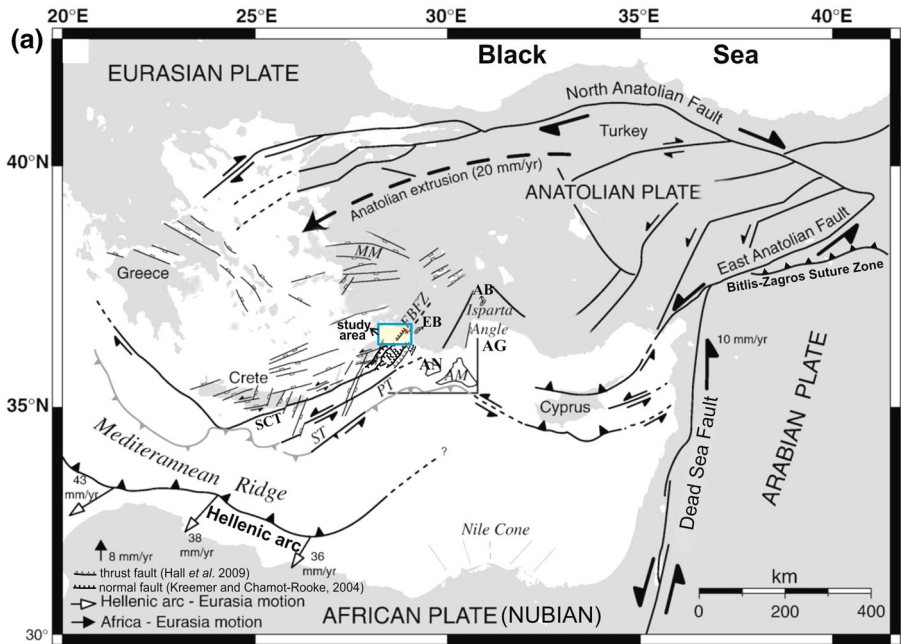 20°E 25°E 30°E 35°E 40°E
(a)
Black Sea
EURASIAN PLATE
North Anatolian Fault
Turkey
40°N
Anatolian extrusion (20 mm/yr)
ANATOLIAN PLATE
MM
East Anatolian Fault
Greece
Bitlis-Zagros Suture Zone
AB
FBFZ
Isparta
Angle
study
area
EB
AG
10 mm/yr
AN
AM
Crete
PT
35°N
Cyprus
SCT
ST
ARABIAN PLATE
Dead Sea Fault
Mediterannean Ridge
?
43
mm/yr
Hellenic arc
Nile Cone
38
mm/yr
36
mm/yr
8 mm/yr
thrust fault (Hall et al. 2009)
normal fault (Kreemer and Chamot-Rooke, 2004)
Hellenic arc - Eurasia motion
Africa - Eurasia motion
km
0 200 400
AFRICAN PLATE (NUBIAN)
30°